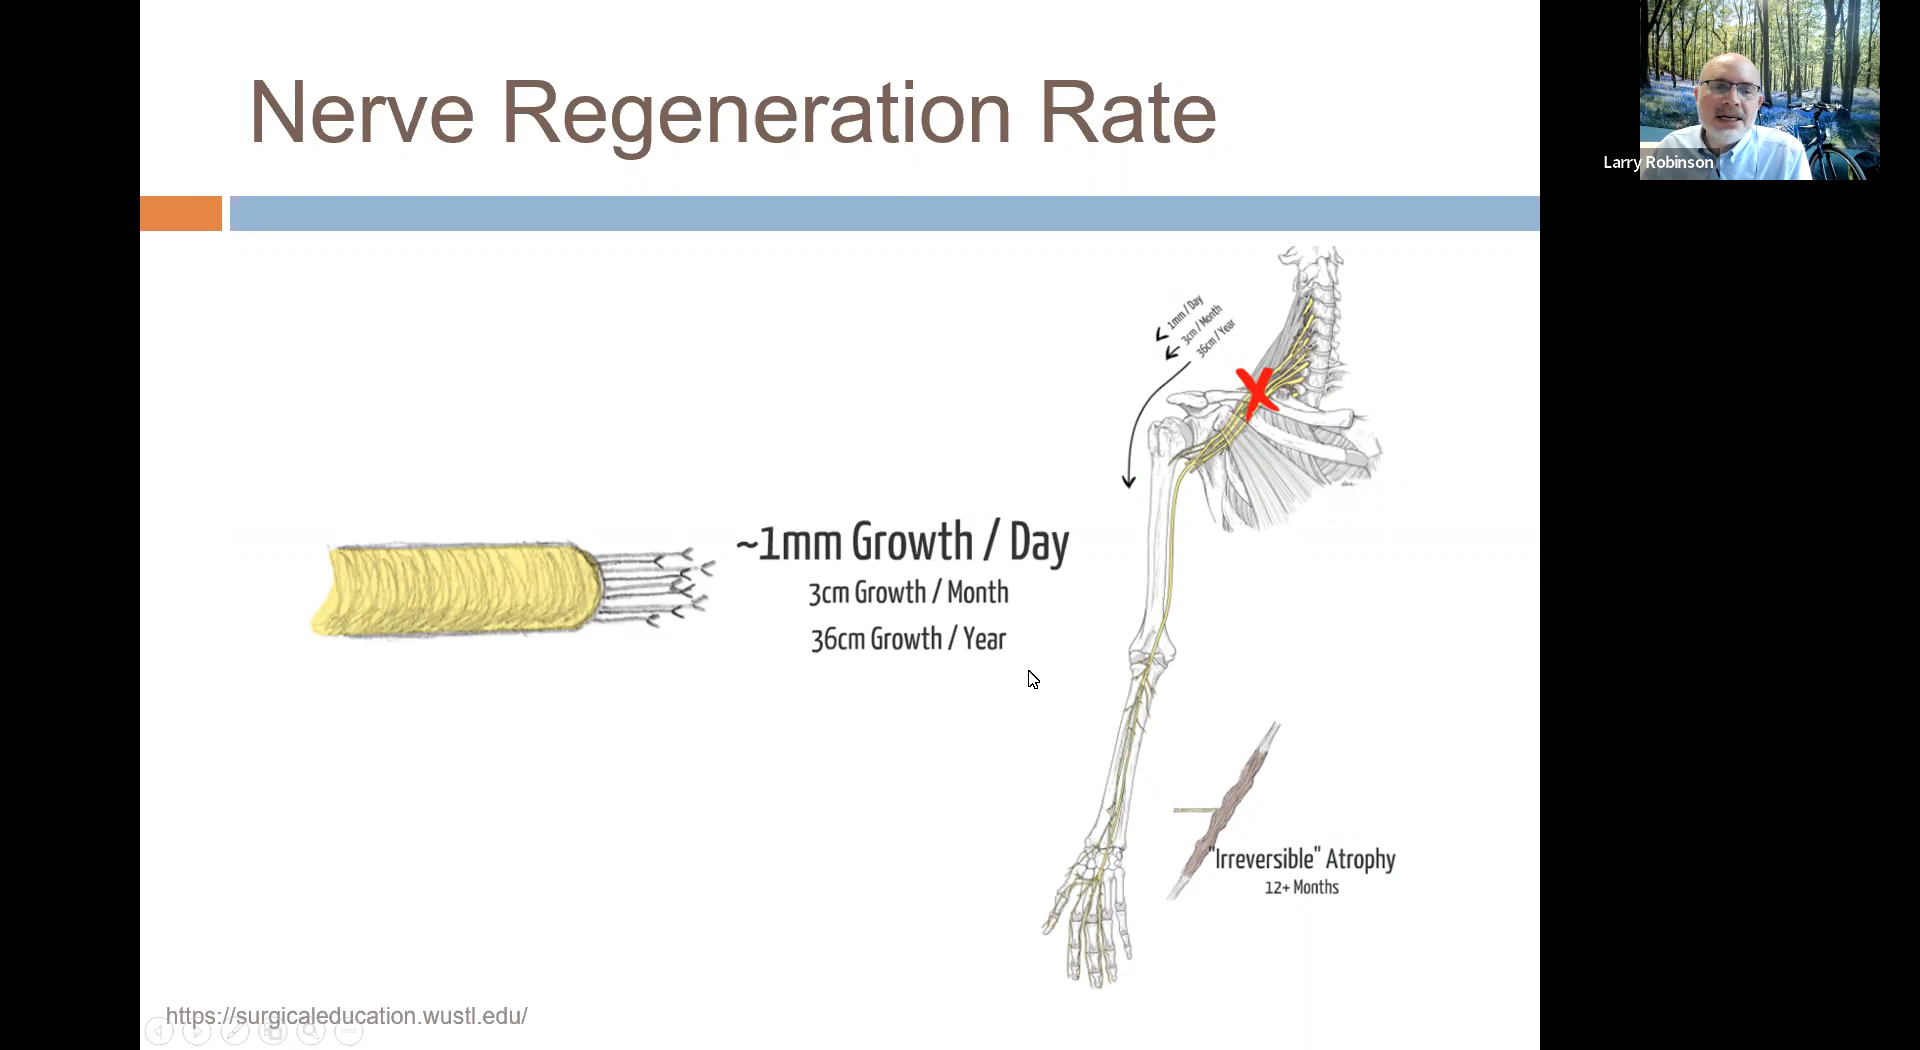 Nerve Regeneration Rate
Larry Robinson
1mm / Day
3cm / Month
36cm / Year
~1mm Growth / Day
3cm Growth / Month
36cm Growth / Year
"Irreversible" Atrophy
12+ Months
https://surgicaleducation.wustl.edu/